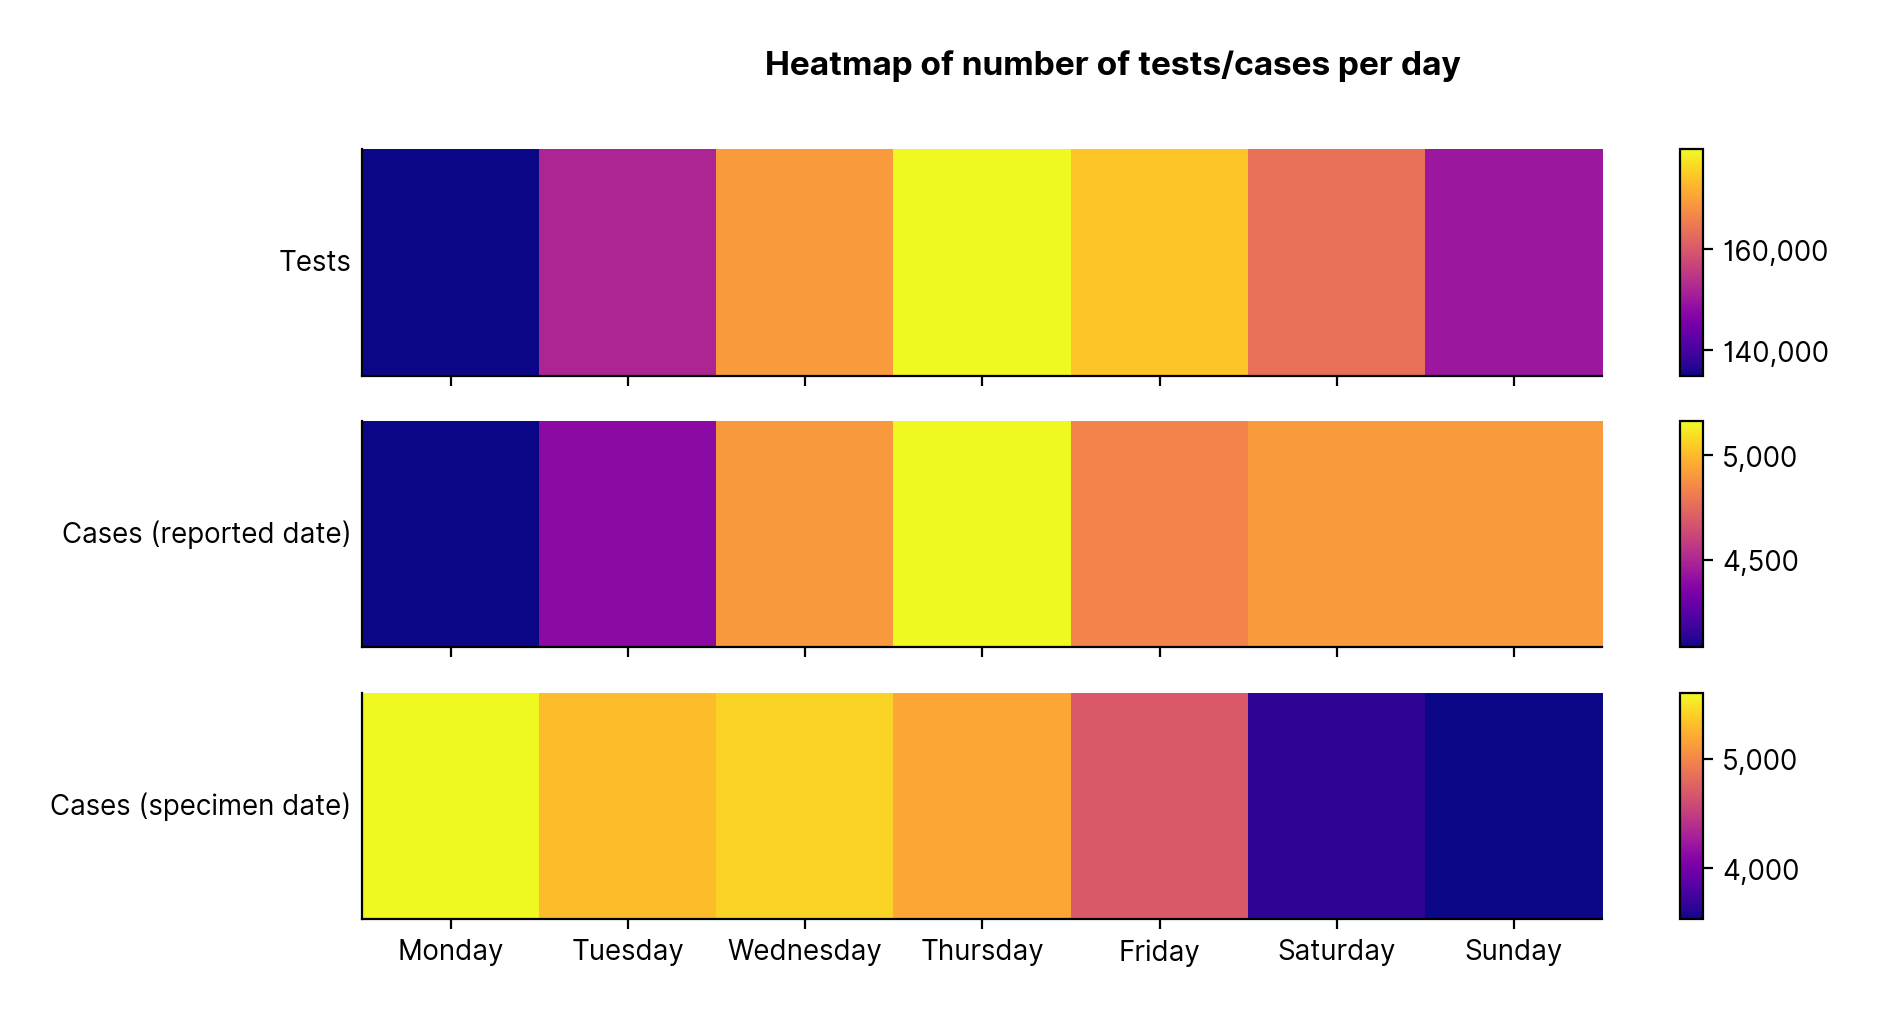 Heatmap of number of tests/cases per day
Tests
160,000
140,000
Cases (reported date)
5,000
4,500
Cases (specimen date)
5,000
4,000
Monday Tuesday Wednesday Thursday Friday Saturday Sunday